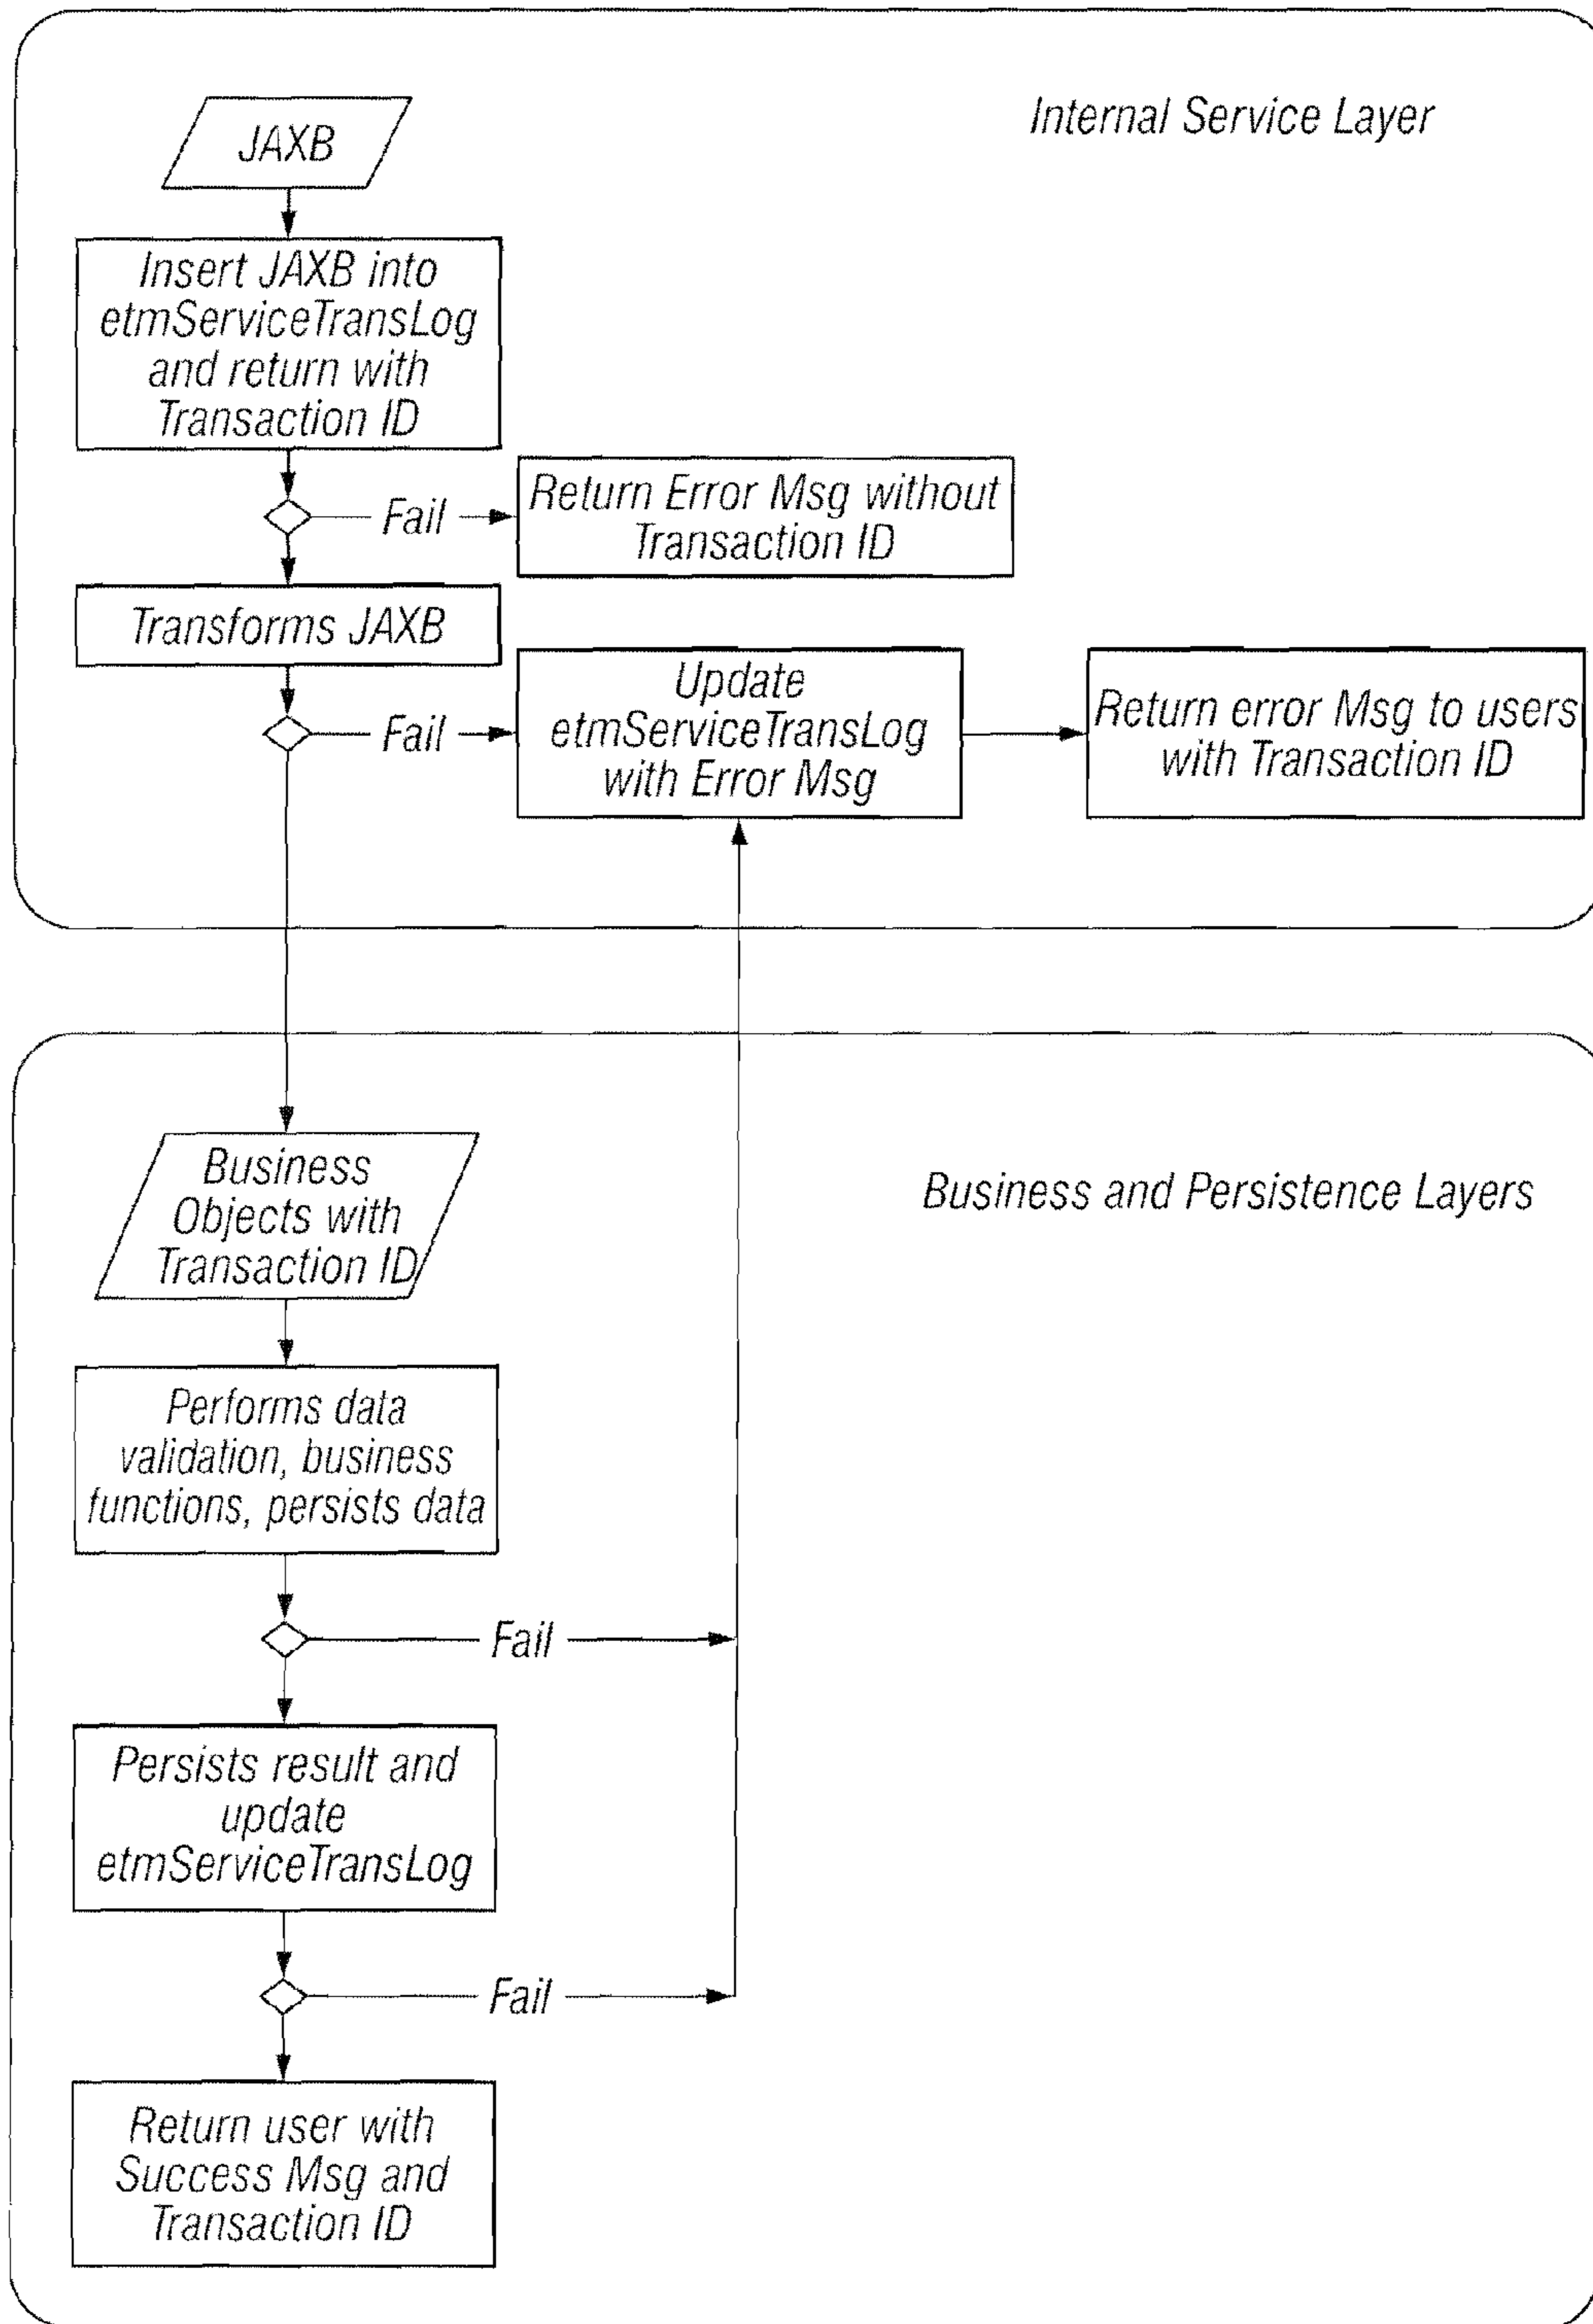 Internal Service Layer
JAXB
Insert JAXB into
etmServiceTransLog
and return with
Transaction ID
Fail
Return Error Msg without
Transaction ID
Transforms JAXB
Fail
Update
etmServiceTransLog
with Error Msg
Return error Msg to users
with Transaction ID
Business and Persistence Layers
Business
Objects with
Transaction ID
Performs data
validation, business
functions, persists data
Fail
Persists result and
update
etmServiceTransLog
Fail
Return user with
Success Msg and
Transaction ID